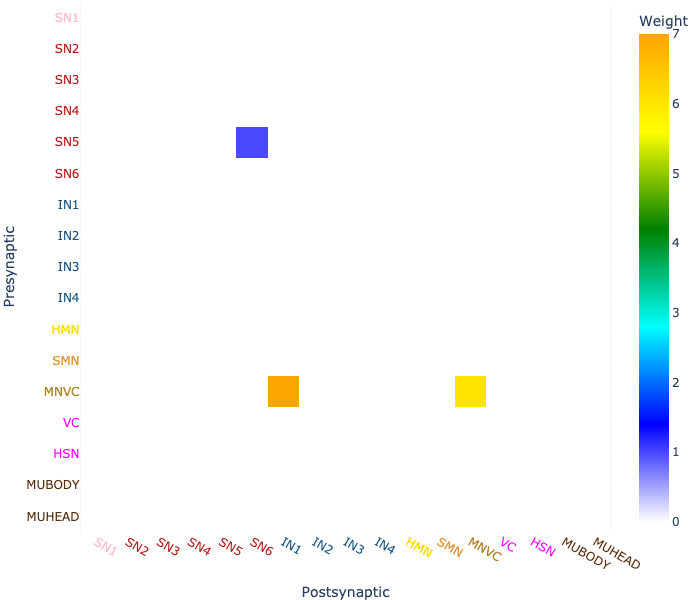 Weight
SN1
SN2
SN3
SN4
SN5
SN6
IN1
IN2
IN3
IN4
HMN
SMN
MNVC
VC
HSN
MUBODY
MUHEAD
Presynaptic
SN1
SN2
SN3
SN4
SN5
SN6
IN1
IN2
IN3
IN4
HMN
SMN
MNVC
VC
HSN
MUBODY
MUHEAD
Postsynaptic
7
6
5
4
3
2
1
0